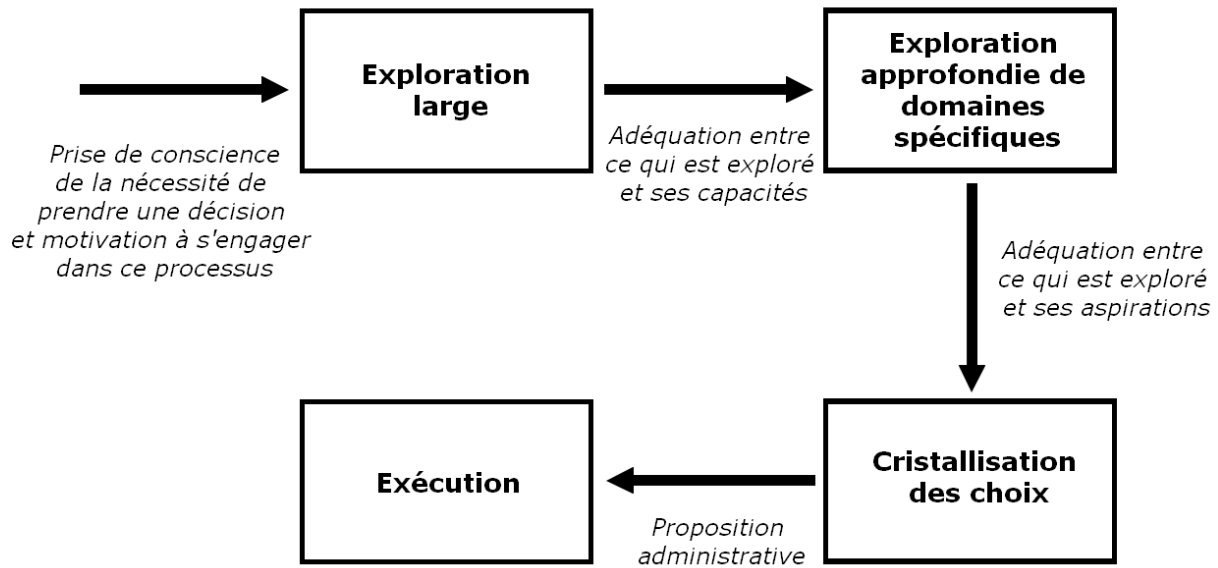 Prise de conscience
de la nécessité de
prendre une décision
et motivation à s'engager
dans ce processus
Exploration
large
Adéquation entre
ce qui est exploré
et ses capacités
Exploration
approfondie de
domaines
spécifiques
Adéquation entre
ce qui est exploré
et ses aspirations
Cristallisation
des choix
Proposition
administrative
Exécution